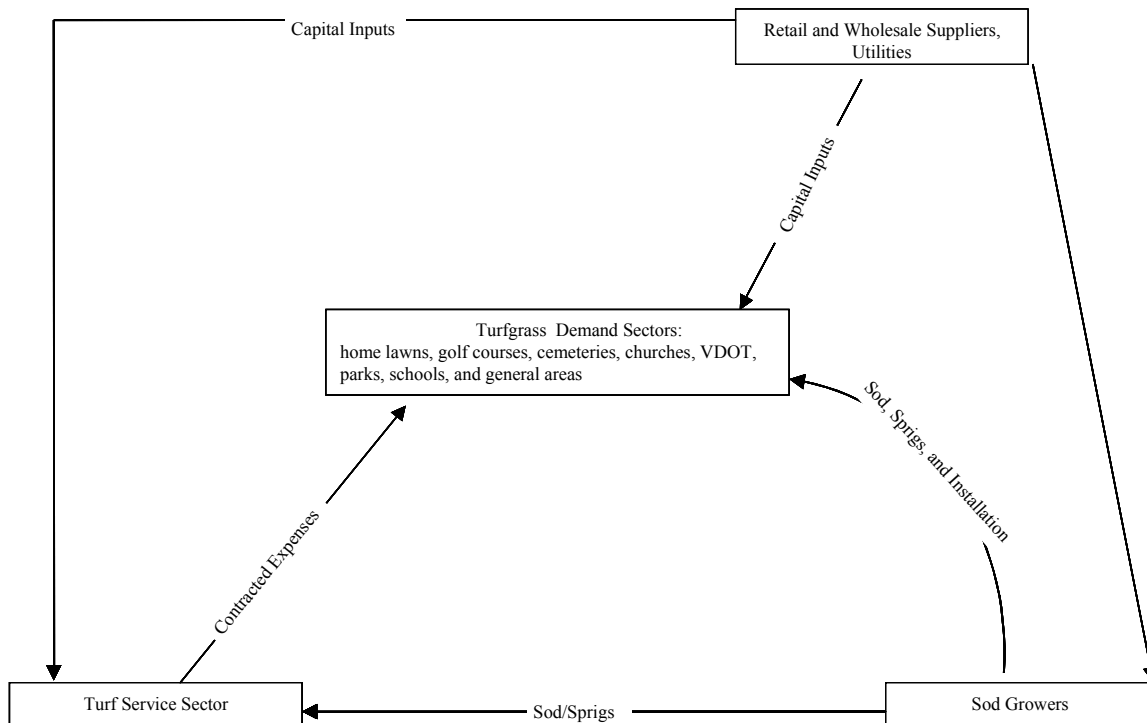 Capital Inputs
Retail and Wholesale Suppliers,
Utilities
Capital Inputs
Turfgrass Demand Sectors:
home lawns, golf courses, cemeteries, churches, VDOT,
parks, schools, and general areas
Sod, Sprigs, and Installation
Contracted Expenses
Turf Service Sector
Sod/Sprigs
Sod Growers